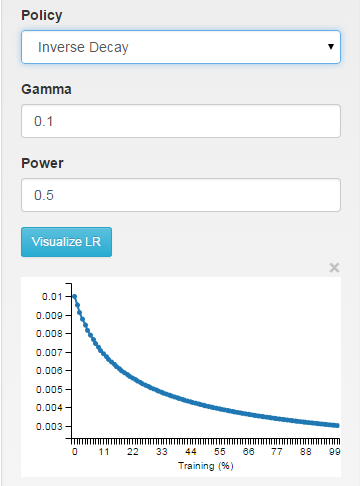 Policy
Inverse Decay
Gamma
0.1
Power
0.5
Visualize LR
×
0.01
0.009
0.008
0.007
0.006
0.005
0.004
0.003
0 11 22 33 44 55 66 77 88 99
Training (%)